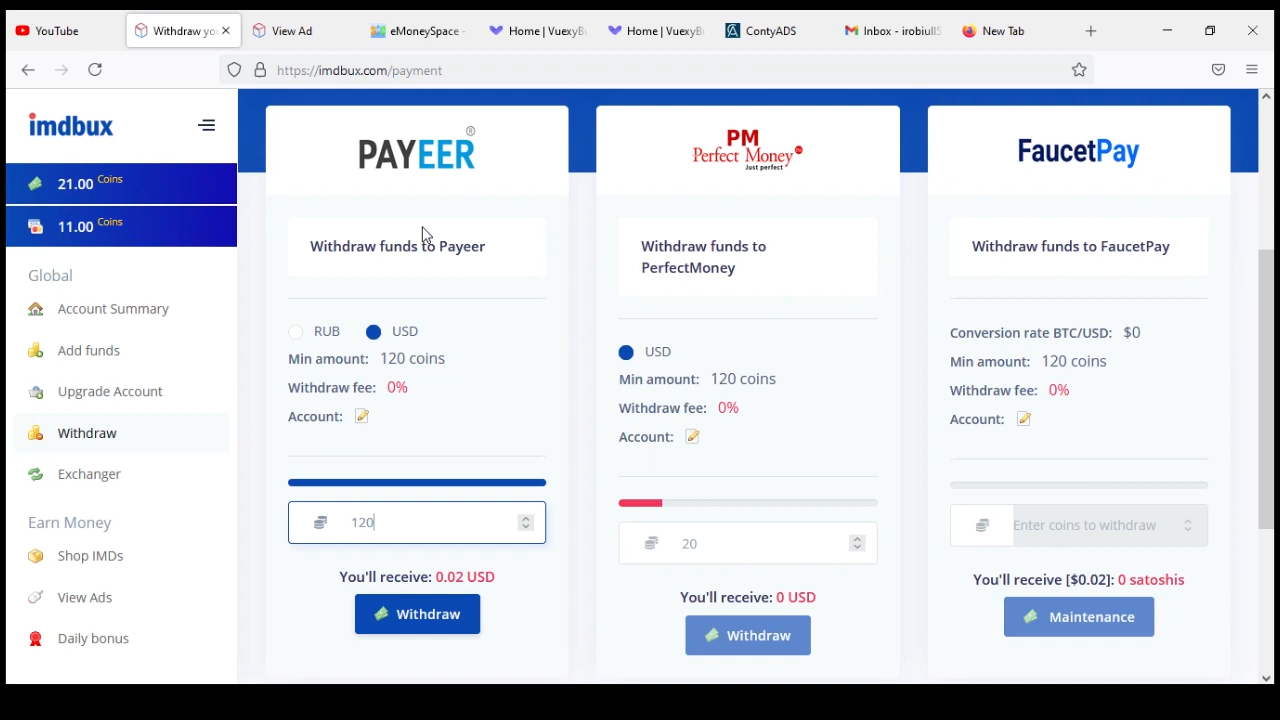 YouTube
Withdraw yo
View Ad
eMoneySpace -
Home | VuexyBu
Home | VuexyBu
ContyADS
Inbox - irobiull5
New Tab
https://imdbux.com/payment
imdbux
21.00 Coins
11.00 Coins
Global
Account Summary
Add funds
Upgrade Account
Withdraw
Exchanger
Earn Money
Shop IMDs
View Ads
Daily bonus
PAYEER®
Withdraw funds to Payeer
RUB USD
Min amount: 120 coins
Withdraw fee: 0%
Account:
120
You'll receive: 0.02 USD
Withdraw
PM
Perfect Money
Just perfect
Withdraw funds to
PerfectMoney
USD
Min amount: 120 coins
Withdraw fee: 0%
Account:
20
You'll receive: 0 USD
Withdraw
FaucetPay
Withdraw funds to FaucetPay
Conversion rate BTC/USD: $0
Min amount: 120 coins
Withdraw fee: 0%
Account:
Enter coins to withdraw
You'll receive [$0.02]: 0 satoshis
Maintenance